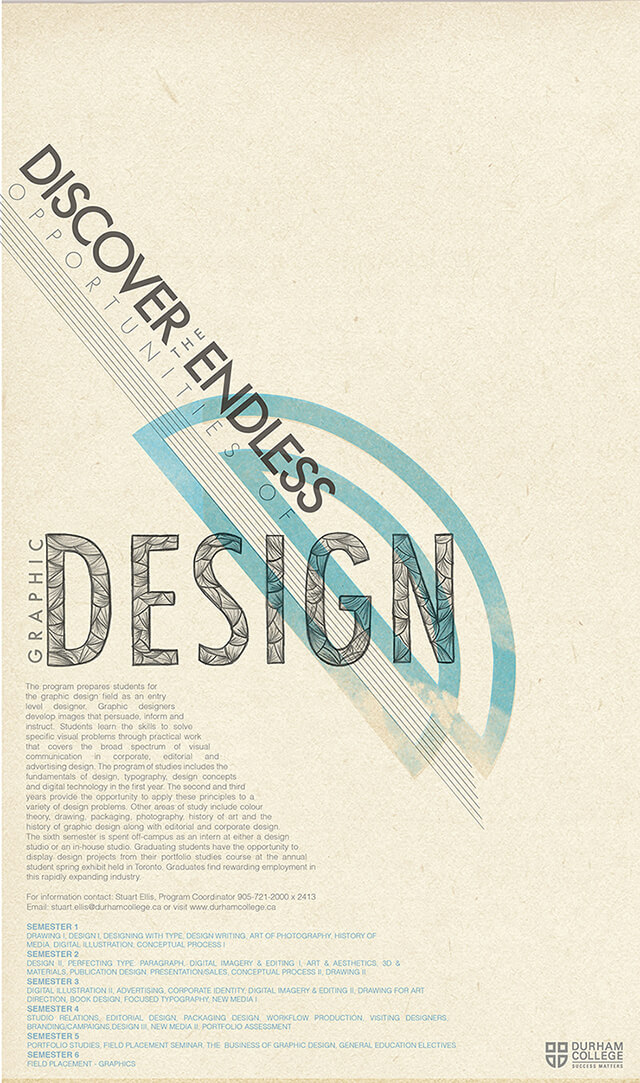 DISCOVER THE ENDLESS
OPPORTUNITIES OF
GRAPHIC
DESIGN
The program prepares students for
the graphic design field as an entry
level designer. Graphic designers
develop images that persuade, inform and
instruct. Students learn the skills to solve
specific visual problems through practical work
that covers the broad spectrum of visual
communication in corporate, editorial and
advertising design. The program of studies includes the
fundamentals of design, typography, design concepts
and digital technology in the first year. The second and third
years provide the opportunity to apply these principles to a
variety of design problems. Other areas of study include colour
theory, drawing, packaging, photography, history of art and the
history of graphic design along with editorial and corporate design.
The sixth semester is spent off-campus as an intern at either a design
studio or an in-house studio. Graduating students have the opportunity to
display design projects from their portfolio studies course at the annual
student spring exhibit held in Toronto. Graduates find rewarding employment in
this rapidly expanding industry.
For information contact: Stuart Ellis, Program Coordinator 905-721-2000 x 2413
Email: stuart.ellis@durhamcollege.ca or visit www.durhamcollege.ca
SEMESTER 1
DRAWING I, DESIGN I, DESIGNING WITH TYPE, DESIGN WRITING, ART OF PHOTOGRAPHY, HISTORY OF
MEDIA, DIGITAL ILLUSTRATION, CONCEPTUAL PROCESS I
SEMESTER 2
DESIGN II, PERFECTING TYPE, PARAGRAPH, DIGITAL IMAGERY & EDITING I, ART & AESTHETICS, 3D &
MATERIALS, PUBLICATION DESIGN, PRESENTATION/SALES, CONCEPTUAL PROCESS II, DRAWING II
SEMESTER 3
DIGITAL ILLUSTRATION II, ADVERTISING, CORPORATE IDENTITY, DIGITAL IMAGERY & EDITING II, DRAWING FOR ART
DIRECTION, BOOK DESIGN, FOCUSED TYPOGRAPHY, NEW MEDIA I
SEMESTER 4
STUDIO RELATIONS, EDITORIAL DESIGN, PACKAGING DESIGN, WORKFLOW PRODUCTION, VISITING DESIGNERS,
BRANDING/CAMPAIGNS,DESIGN III, NEW MEDIA II, PORTFOLIO ASSESSMENT
SEMESTER 5
PORTFOLIO STUDIES, FIELD PLACEMENT SEMINAR, THE BUSINESS OF GRAPHIC DESIGN, GENERAL EDUCATION ELECTIVES
SEMESTER 6
FIELD PLACEMENT - GRAPHICS
DURHAM
COLLEGE
SUCCESS MATTERS